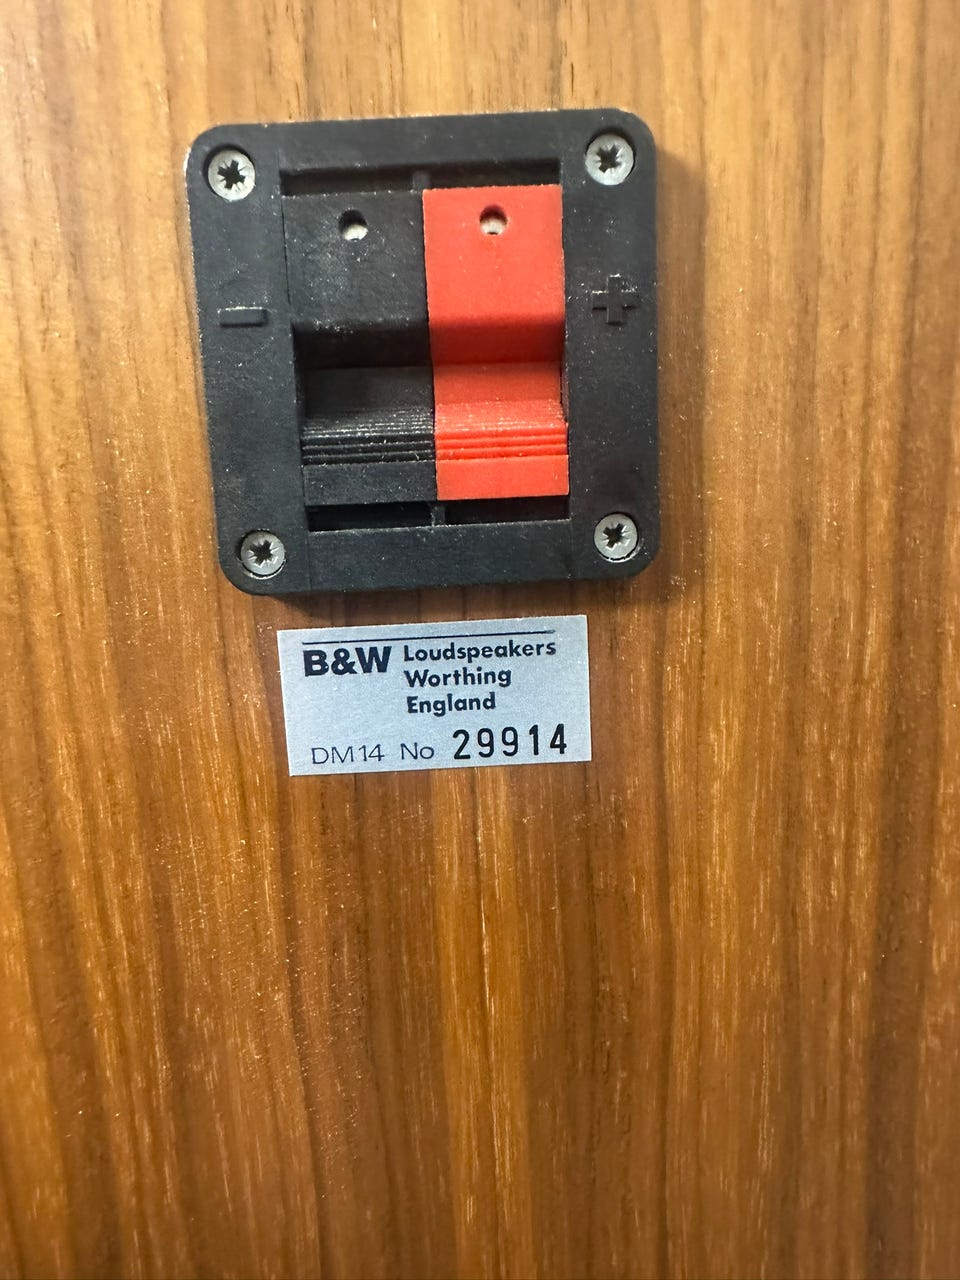 − +
B&W Loudspeakers
Worthing
England
DM14 No 29914